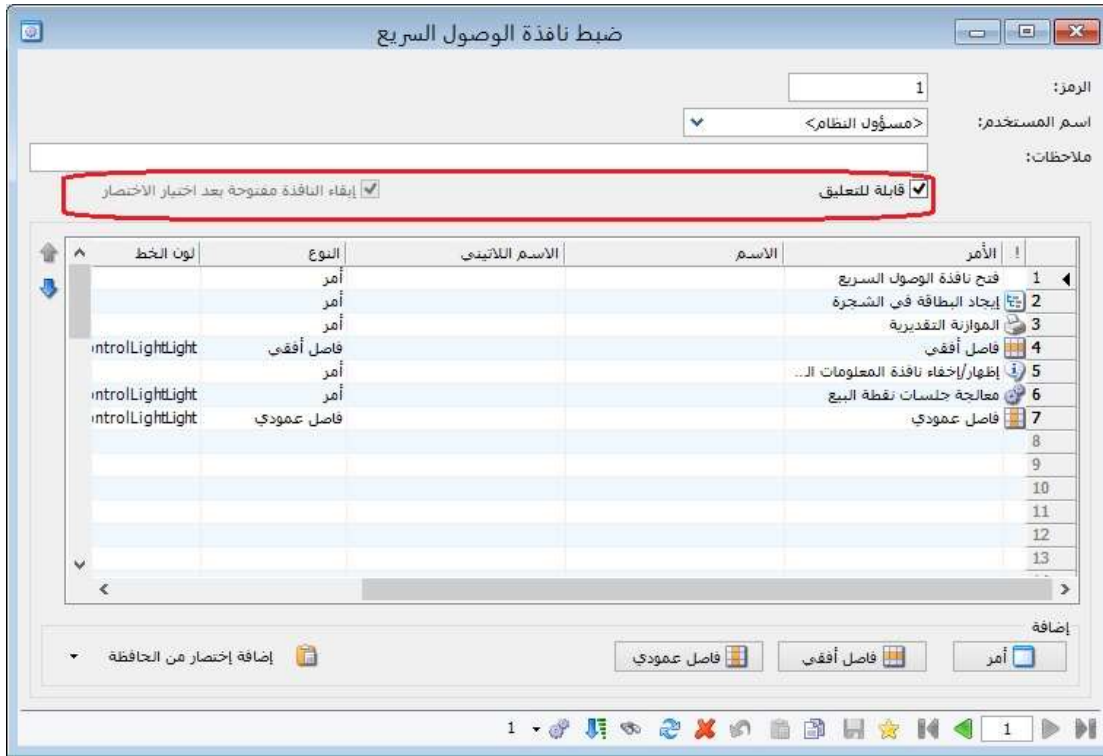 ضبط نافذة الوصول السريع
الرمز: 1
اسم المستخدم: <مسؤول النظام>
ملاحظات:
قابلة للتعليق إبقاء النافذة مفتوحة بعد اختيار الاختصار
! الأمر الاسم الاسم اللاتيني النوع لون الخط
1 فتح نافذة الوصول السريع أمر
2 إيجاد البطاقة في الشجرة أمر
3 الموازنة التقديرية أمر
4 فاصل أفقي فاصل أفقي ontrolLightLight
5 إظهار/إخفاء نافذة المعلومات الـ... أمر
6 معالجة جلسات نقطة البيع أمر ontrolLightLight
7 فاصل عمودي فاصل عمودي ontrolLightLight
8
9
10
11
12
13
إضافة
أمر فاصل أفقي فاصل عمودي إضافة إختصار من الحافظة
1 1